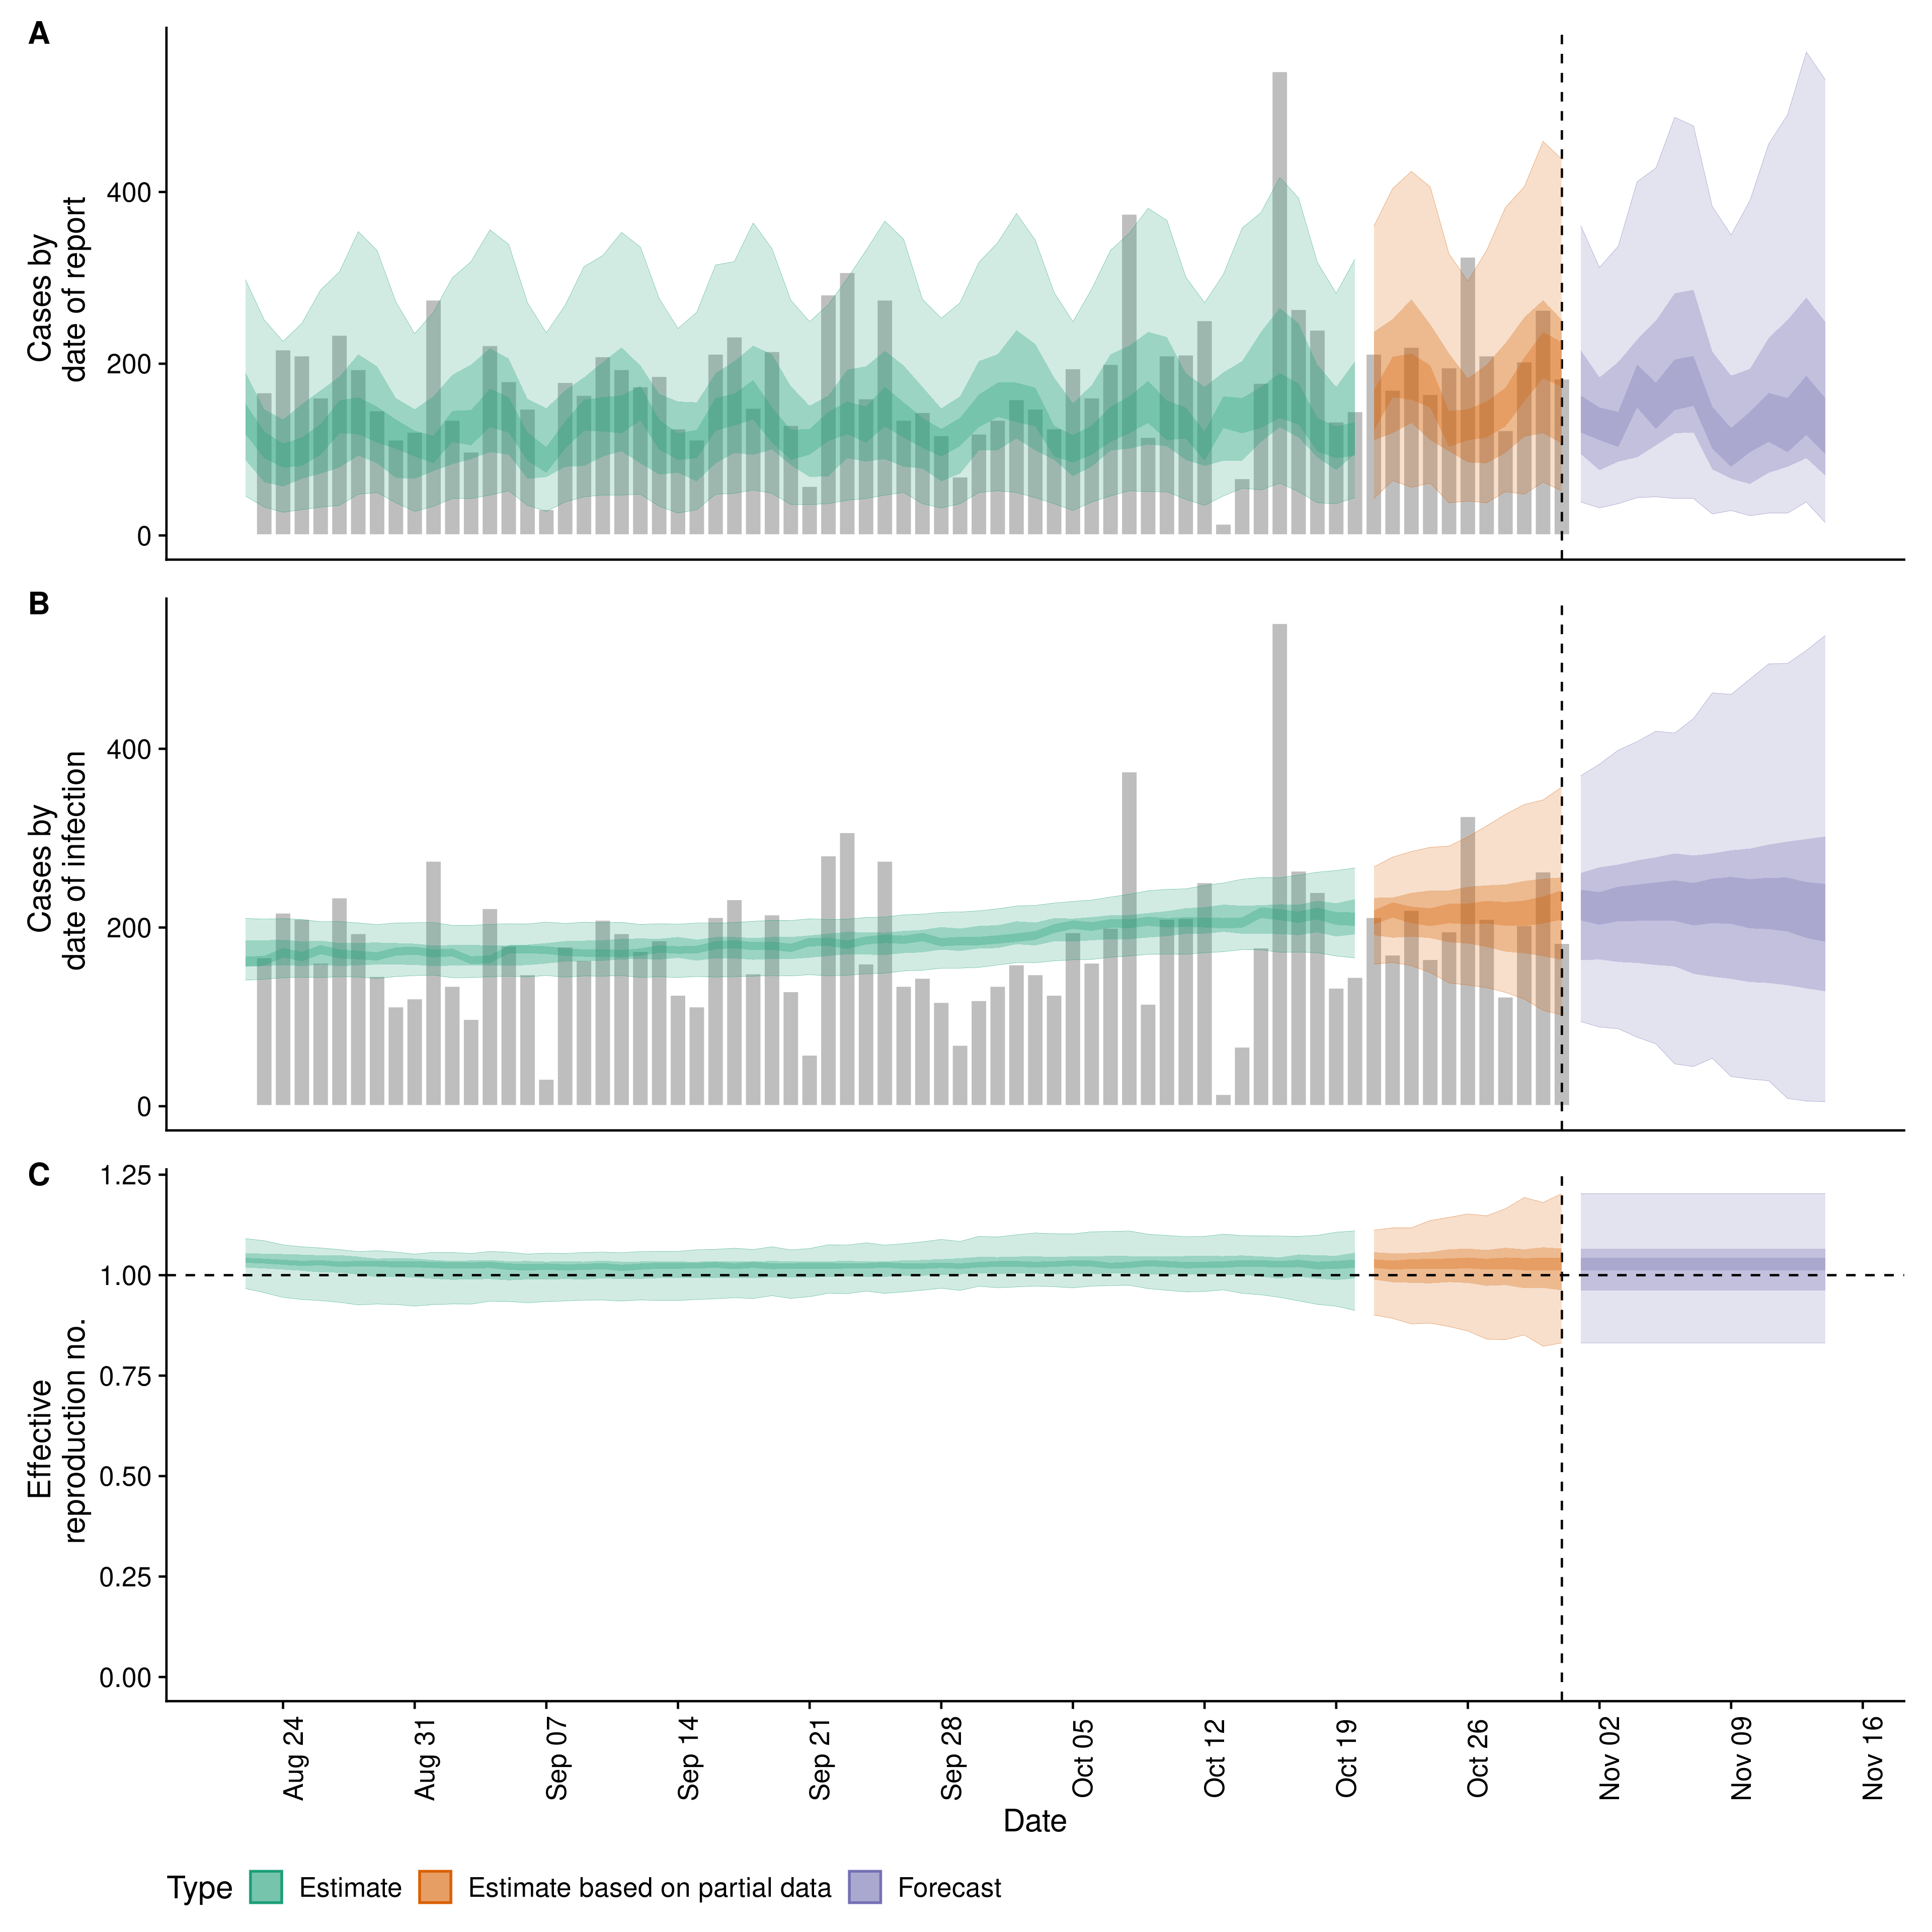 A
Cases by
date of report
400
200
0
B
Cases by
date of infection
400
200
0
C
Effective
reproduction no.
1.25
1.00
0.75
0.50
0.25
0.00
Aug 24
Aug 31
Sep 07
Sep 14
Sep 21
Sep 28
Oct 05
Oct 12
Oct 19
Oct 26
Nov 02
Nov 09
Nov 16
Date
Type Estimate Estimate based on partial data Forecast